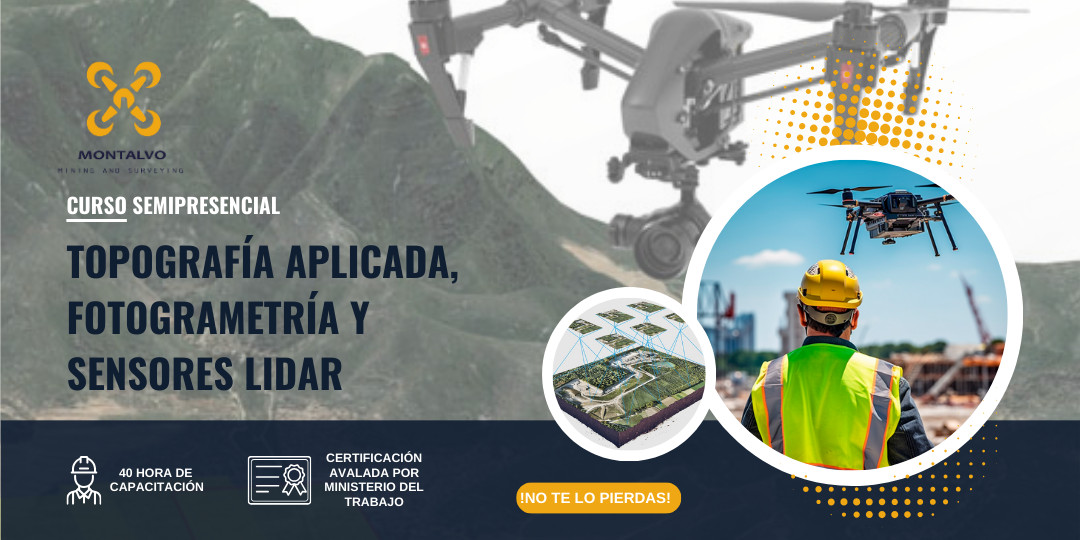 MONTALVO
MINING AND SURVEYING
CURSO SEMIPRESENCIAL
TOPOGRAFÍA APLICADA,
FOTOGRAMETRÍA Y
SENSORES LIDAR
40 HORA DE
CAPACITACIÓN
CERTIFICACIÓN
AVALADA POR
MINISTERIO DEL
TRABAJO
!NO TE LO PIERDAS!